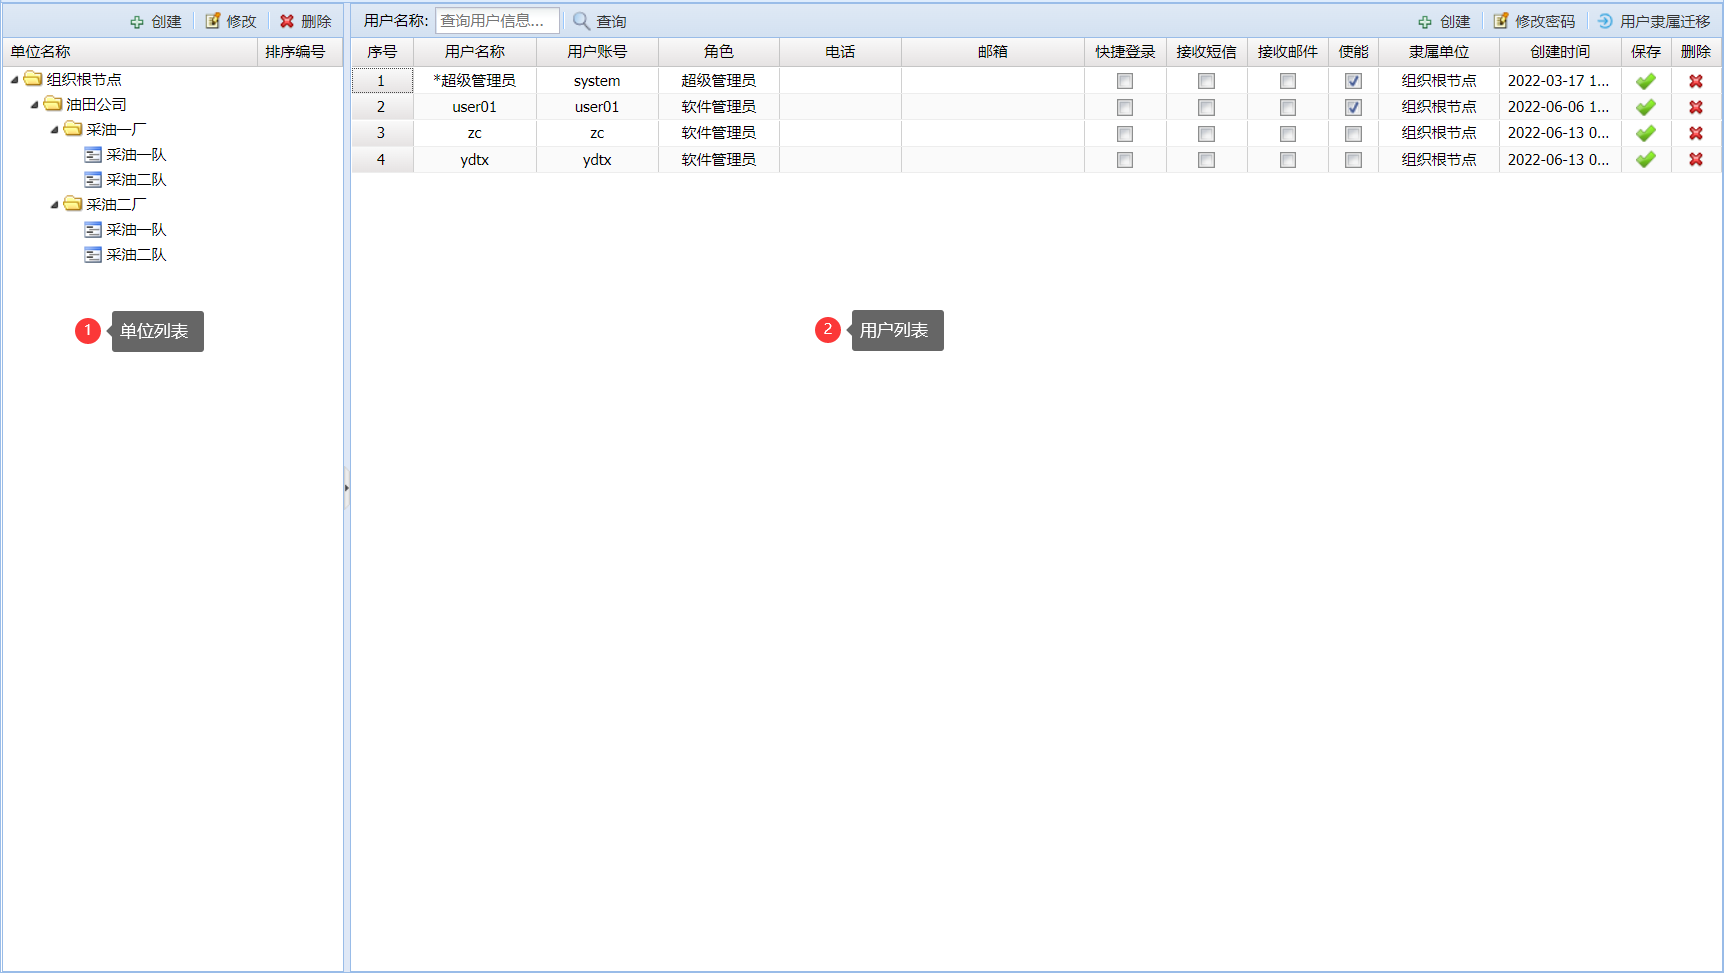 创建 修改 删除
单位名称 排序编号
组织根节点
油田公司
采油一厂
采油一队
采油二队
采油二厂
采油一队
采油二队
1 单位列表
用户名称: 查询用户信息... 查询 创建 修改密码 用户隶属迁移
序号 用户名称 用户账号 角色 电话 邮箱 快捷登录 接收短信 接收邮件 使能 隶属单位 创建时间 保存 删除
1 *超级管理员 system 超级管理员 组织根节点 2022-03-17 1...
2 user01 user01 软件管理员 组织根节点 2022-06-06 1...
3 zc zc 软件管理员 组织根节点 2022-06-13 0...
4 ydtx ydtx 软件管理员 组织根节点 2022-06-13 0...
2 用户列表